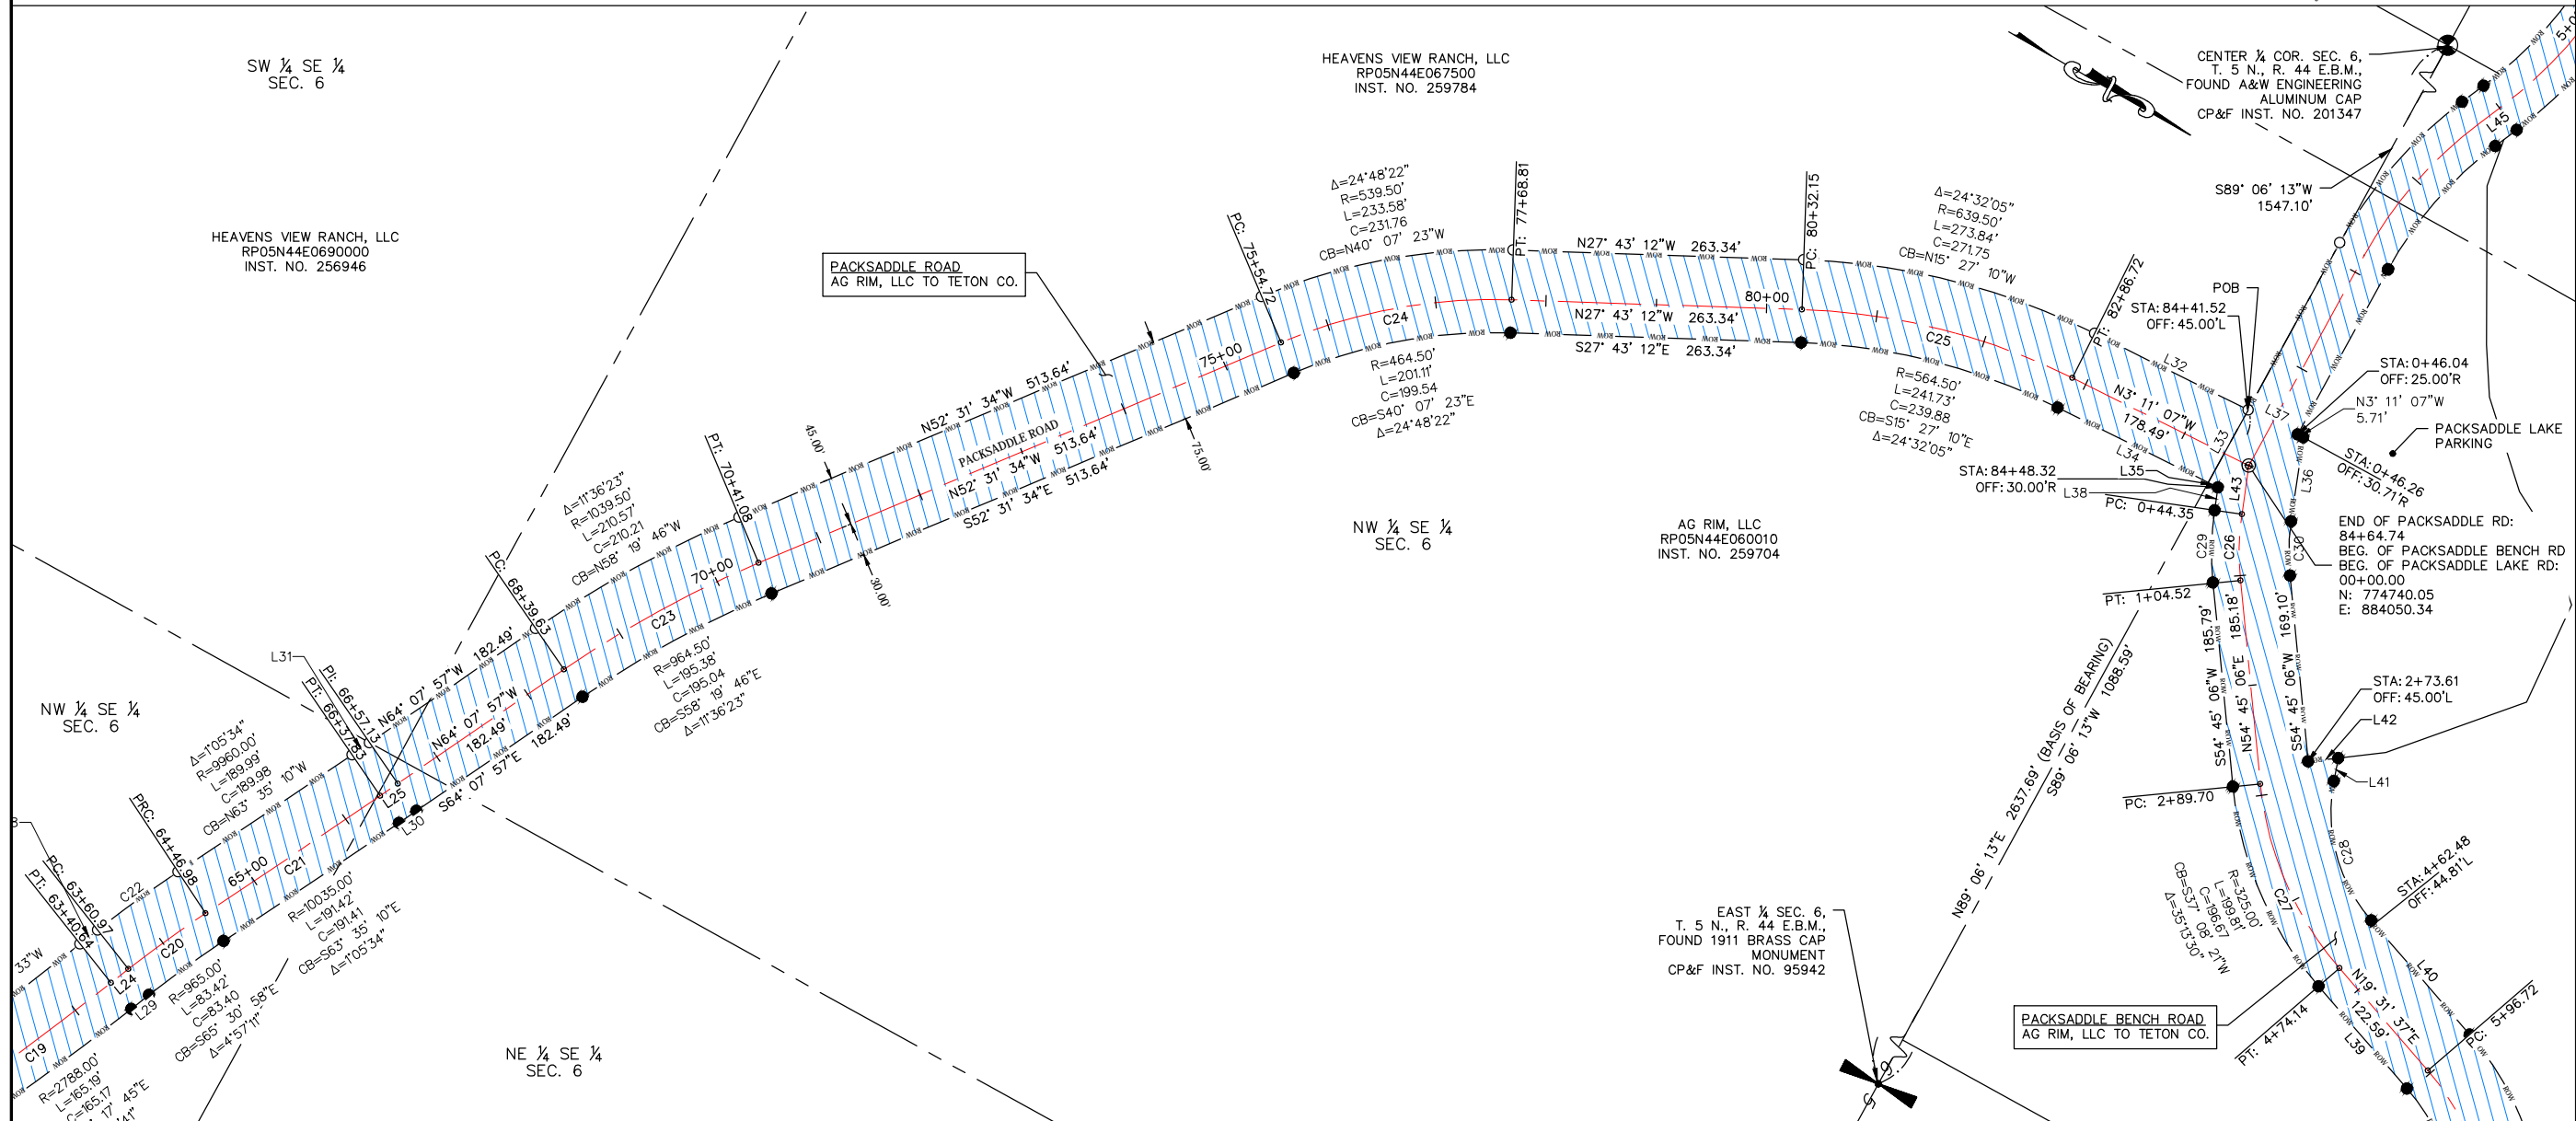 SW ¼ SE ¼
SEC. 6
HEAVENS VIEW RANCH, LLC
RP05N44E0690000
INST. NO. 256946
HEAVENS VIEW RANCH, LLC
RP05N44E067500
INST. NO. 259784
CENTER ¼ COR. SEC. 6,
T. 5 N., R. 44 E.B.M.,
FOUND A&W ENGINEERING
ALUMINUM CAP
CP&F INST. NO. 201347
S89° 06' 13"W
1547.10'
L45
PACKSADDLE ROAD
AG RIM, LLC TO TETON CO.
Δ=24°48'22"
R=539.50'
L=233.58'
C=231.76
CB=N40° 07' 23"W
PC: 75+54.72
PT: 77+68.81
N27° 43' 12"W 263.34'
80+00
N27° 43' 12"W 263.34'
S27° 43' 12"E 263.34'
PC: 80+32.15
Δ=24°32'05"
R=639.50'
L=273.84'
C=271.75
CB=N15° 27' 10"W
PT: 82+86.72
C24
C25
R=464.50'
L=201.11'
C=199.54
CB=S40° 07' 23"E
Δ=24°48'22"
R=564.50'
L=241.73'
C=239.88
CB=S15° 27' 10"E
Δ=24°32'05"
POB
STA: 84+41.52
OFF: 45.00'L
L32
N3° 11' 07"W
178.49'
L33
L34
L37
STA: 0+46.04
OFF: 25.00'R
N3° 11' 07"W
5.71'
PACKSADDLE LAKE
PARKING
STA: 0+46.26
OFF: 30.71'R
L36
STA: 84+48.32
OFF: 30.00'R
L35
L38
L43
PC: 0+44.35
END OF PACKSADDLE RD:
84+64.74
BEG. OF PACKSADDLE BENCH RD
BEG. OF PACKSADDLE LAKE RD:
00+00.00
N: 774740.05
E: 884050.34
C29
C26
C30
PT: 1+04.52
S54° 45' 06"W 185.79'
N54° 45' 06"E 185.18'
S54° 45' 06"W 169.10'
STA: 2+73.61
OFF: 45.00'L
L42
L41
PC: 2+89.70
C28
C27
STA: 4+62.48
OFF: 44.81'L
R=325.00'
L=199.81'
C=196.67
CB=S37° 08' 21"W
Δ=35°13'30"
L40
N19° 31' 37"E
122.59'
L39
PC: 5+96.72
PT: 4+74.14
PACKSADDLE BENCH ROAD
AG RIM, LLC TO TETON CO.
N89° 06' 13"E 2637.69' (BASIS OF BEARING)
S89° 06' 13"W 1088.59'
EAST ¼ SEC. 6,
T. 5 N., R. 44 E.B.M.,
FOUND 1911 BRASS CAP
MONUMENT
CP&F INST. NO. 95942
NW ¼ SE ¼
SEC. 6
AG RIM, LLC
RP05N44E060010
INST. NO. 259704
75+00
N52° 31' 34"W 513.64'
PACKSADDLE ROAD
N52° 31' 34"W 513.64'
S52° 31' 34"E 513.64'
45.00'
75.00'
30.00'
PT: 70+41.08
70+00
Δ=11°36'23"
R=1039.50'
L=210.57'
C=210.21
CB=N58° 19' 46"W
PC: 68+39.63
C23
R=964.50'
L=195.38'
C=195.04
CB=S58° 19' 46"E
Δ=11°36'23"
L31
PI: 66+57.13
PT: 66+37.83
N64° 07' 57"W 182.49'
N64° 07' 57"W
182.49'
S64° 07' 57"E 182.49'
L25
L30
NW ¼ SE ¼
SEC. 6
Δ=1°05'34"
R=9960.00'
L=189.99'
C=189.98
CB=N63° 35' 10"W
PRC: 64+46.98
65+00
C21
R=10035.00'
L=191.42'
C=191.41
CB=S63° 35' 10"E
Δ=1°05'34"
C22
PC: 63+60.97
PT: 63+40.64
33"W
C20
L24
L29
C19
R=965.00'
L=83.42'
C=83.40
CB=S65° 30' 58"E
Δ=4°57'11"
R=2788.00'
L=165.19'
C=165.17
17' 45"E
41"
NE ¼ SE ¼
SEC. 6